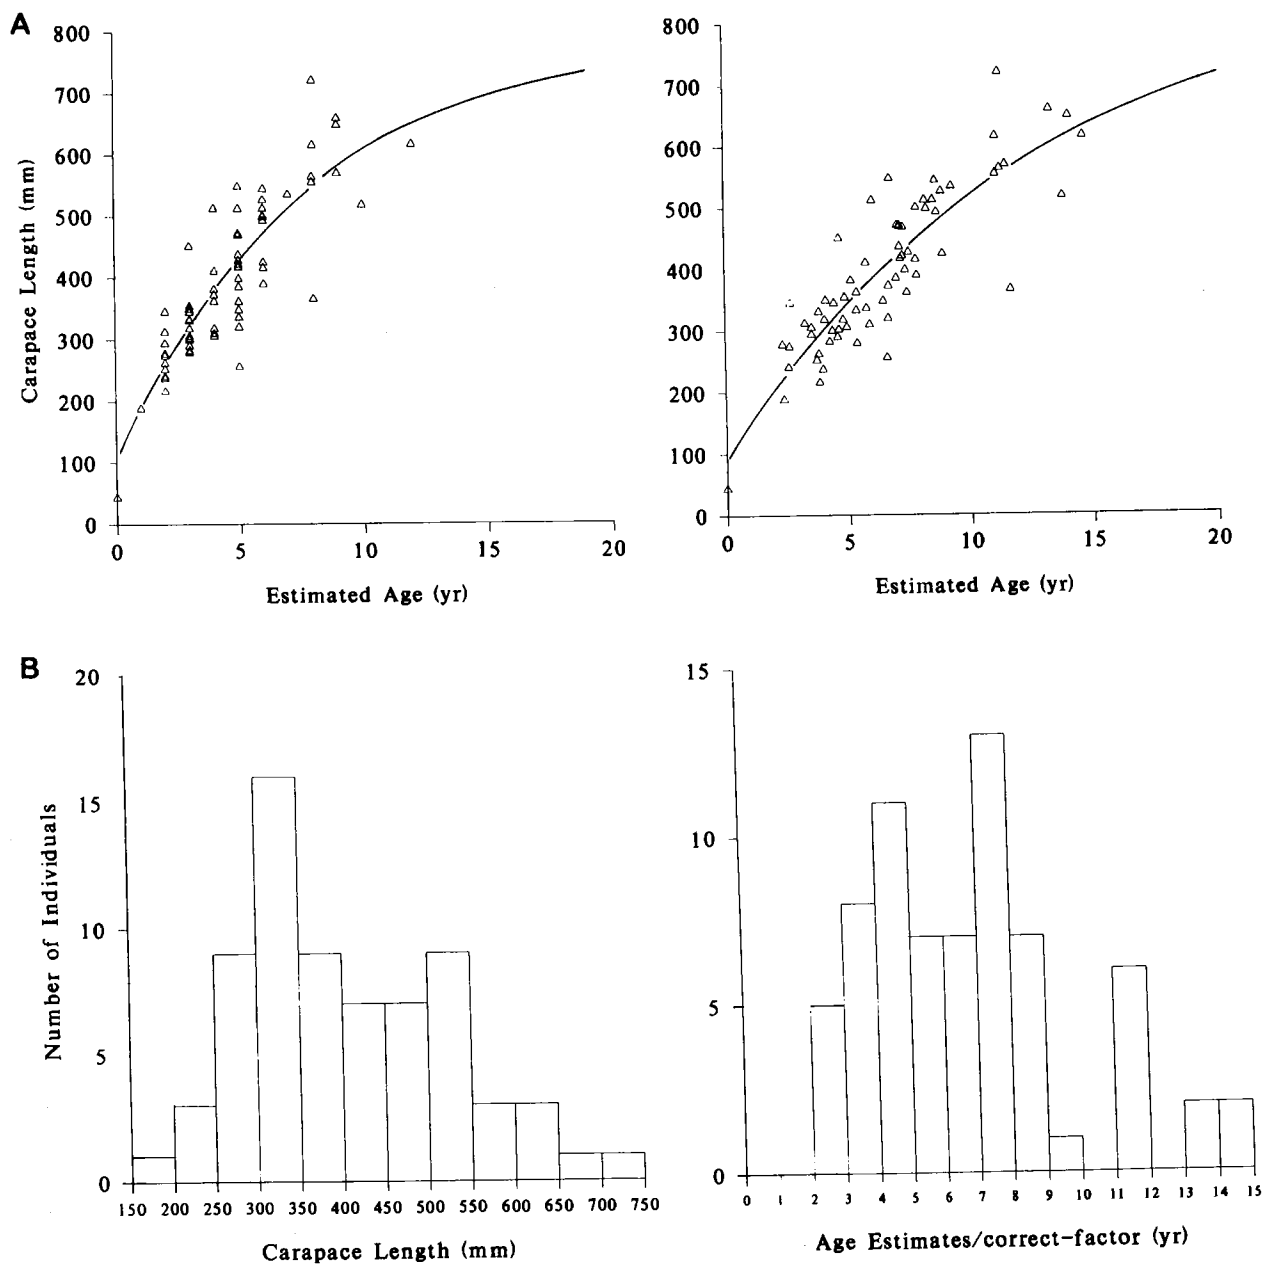 A
800
700
600
500
400
300
200
100
0
Carapace Length (mm)
0 5 10 15 20
Estimated Age (yr)
800
700
600
500
400
300
200
100
0
0 5 10 15 20
Estimated Age (yr)
B
20
15
10
5
0
Number of Individuals
150 200 250 300 350 400 450 500 550 600 650 700 750
Carapace Length (mm)
15
10
5
0
0 1 2 3 4 5 6 7 8 9 10 11 12 13 14 15
Age Estimates/correct-factor (yr)